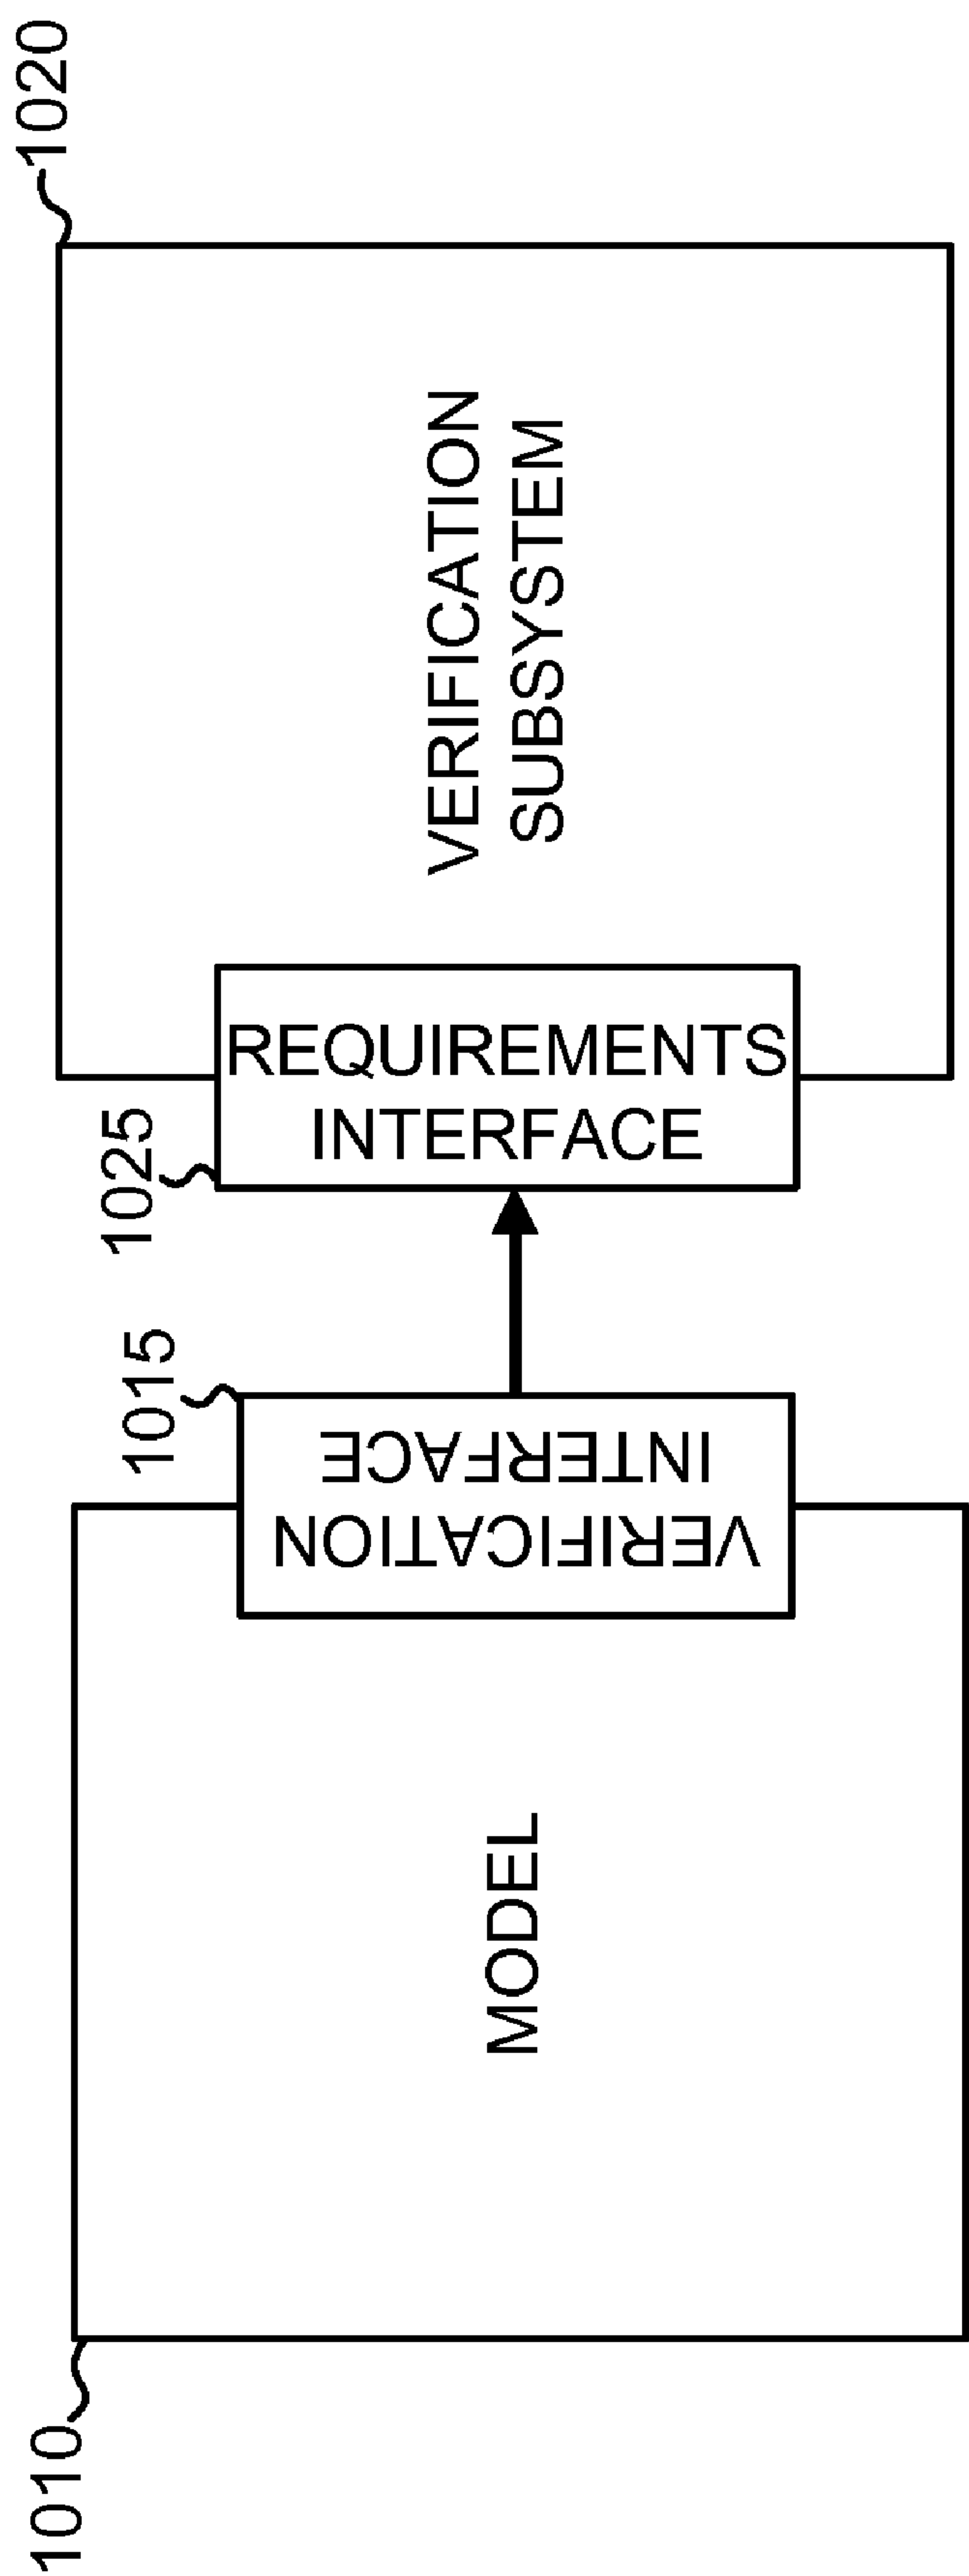 1010
MODEL
1015
VERIFICATION
INTERFACE
1025
REQUIREMENTS
INTERFACE
1020
VERIFICATION
SUBSYSTEM